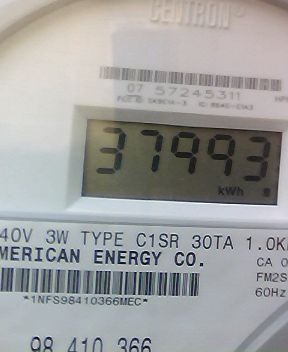 CENTRON®
07 57245311
37993
kWh
40V 3W TYPE C1SR 30TA 1.0K
MERICAN ENERGY CO.
CA 0
FM2S
60Hz
*1NFS98410366MEC*
98 410 366